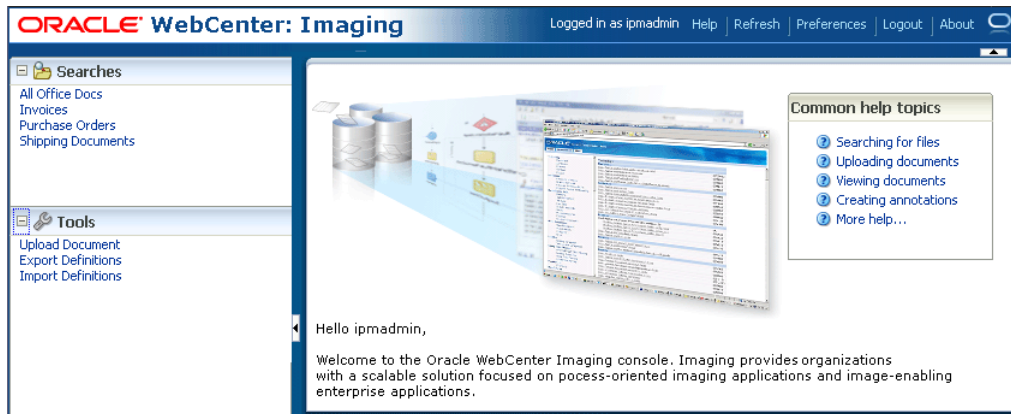 ORACLE WebCenter: Imaging
Logged in as ipmadmin Help Refresh Preferences Logout About
Searches
All Office Docs
Invoices
Purchase Orders
Shipping Documents
Tools
Upload Document
Export Definitions
Import Definitions
Common help topics
Searching for files
Uploading documents
Viewing documents
Creating annotations
More help...
Hello ipmadmin,
Welcome to the Oracle WebCenter Imaging console. Imaging provides organizations
with a scalable solution focused on pocess-oriented imaging applications and image-enabling
enterprise applications.